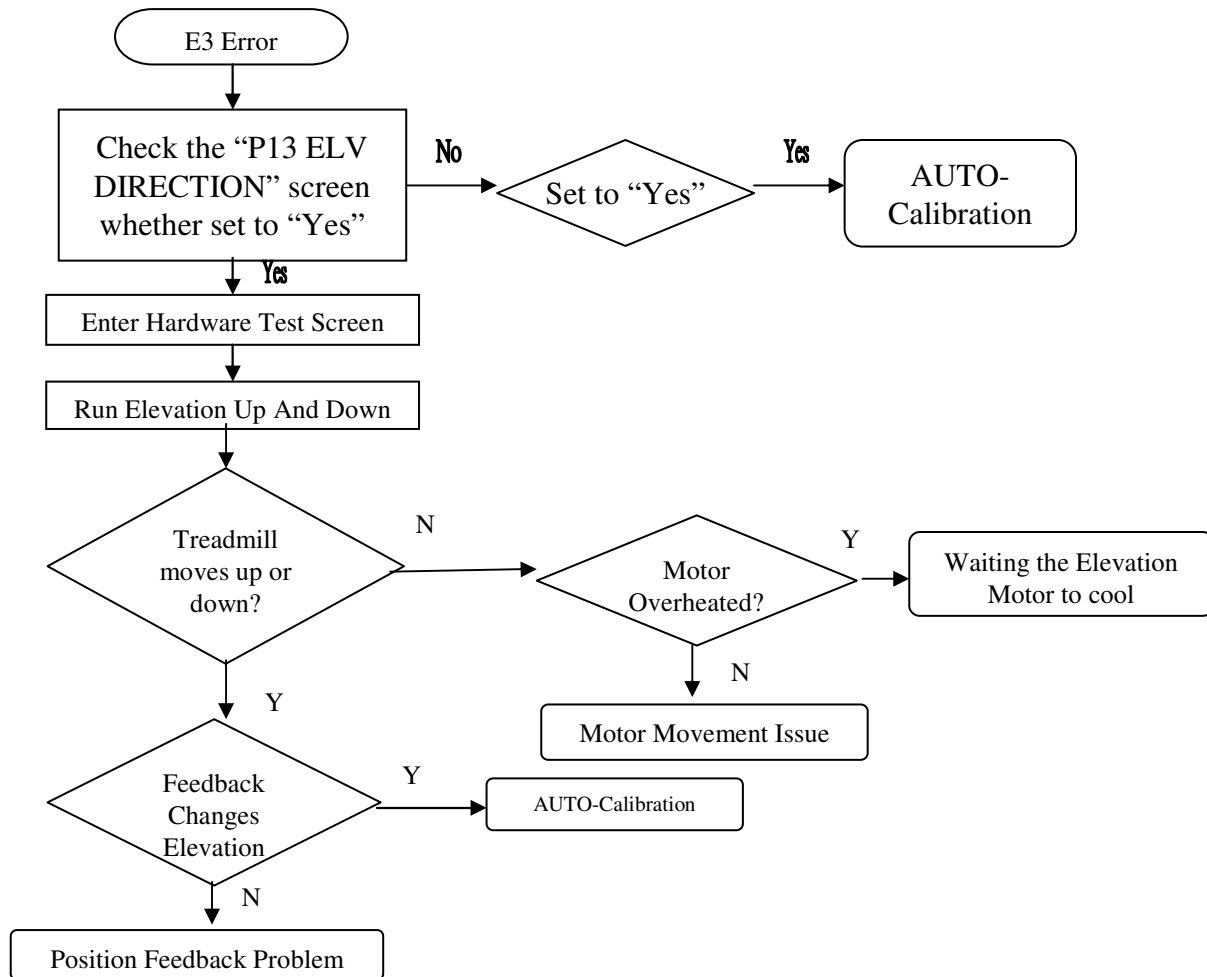 E3 Error
Check the “P13 ELV
DIRECTION” screen
whether set to “Yes”
No
Set to “Yes”
Yes
AUTO-
Calibration
Yes
Enter Hardware Test Screen
Run Elevation Up And Down
Treadmill
moves up or
down?
N
Motor
Overheated?
Y
Waiting the Elevation
Motor to cool
N
Motor Movement Issue
Y
Feedback
Changes
Elevation
Y
AUTO-Calibration
N
Position Feedback Problem